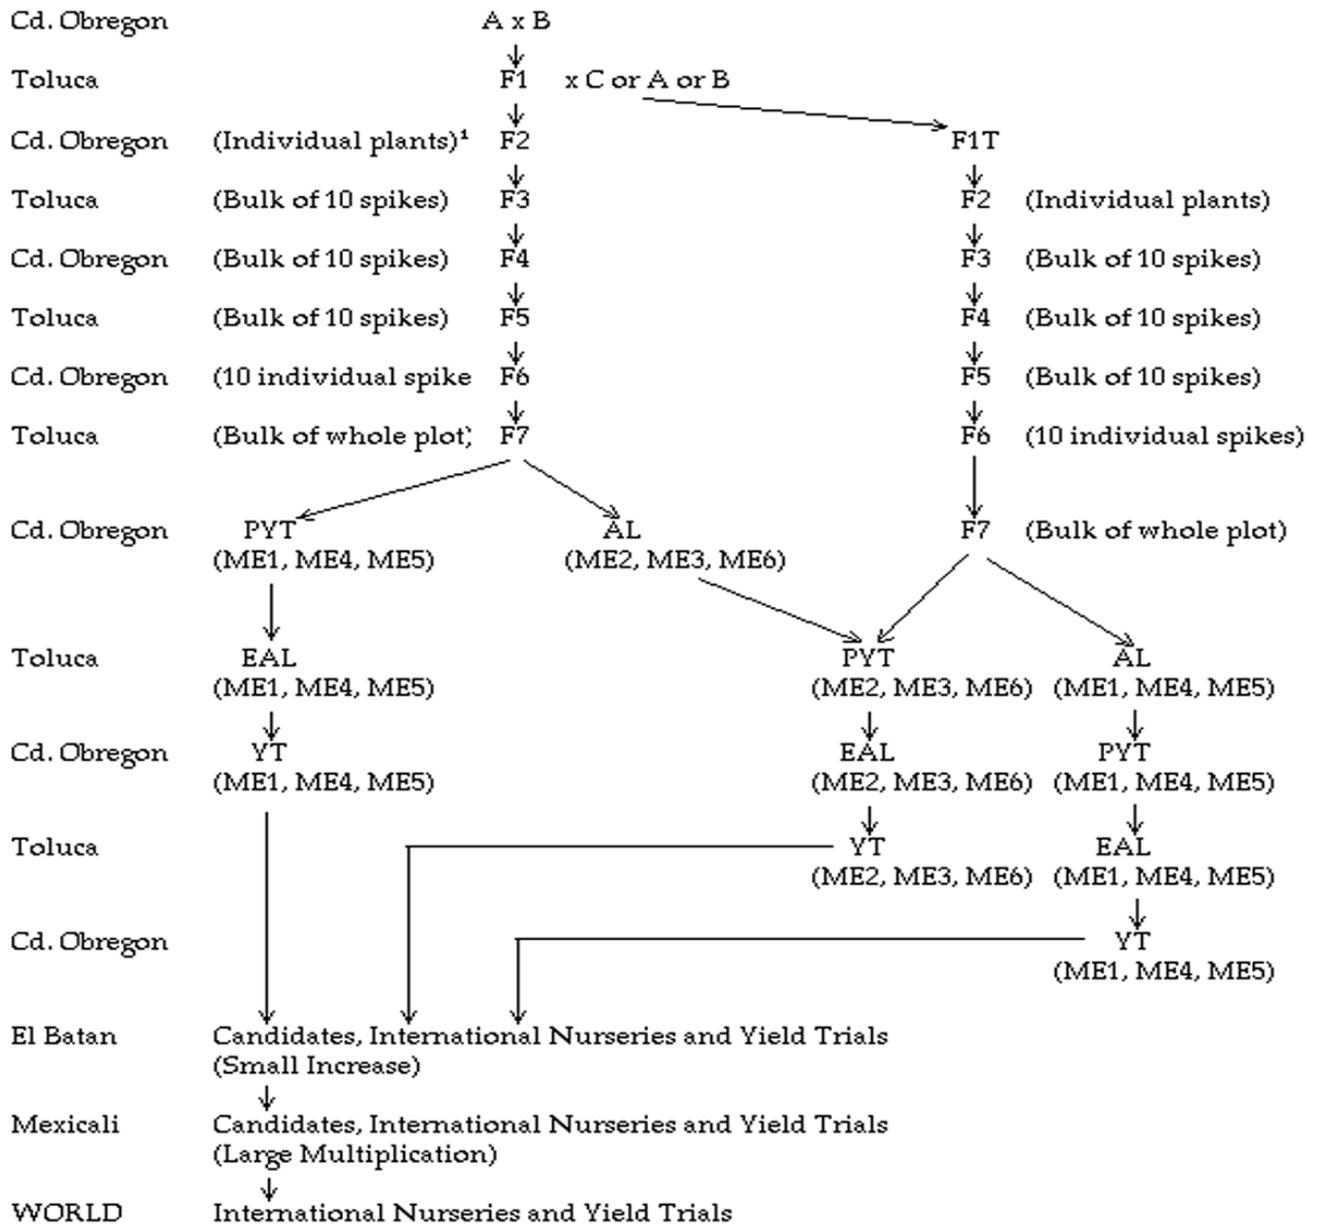 Cd. Obregon A x B
Toluca F1 x C or A or B
Cd. Obregon (Individual plants)¹ F2 F1T
Toluca (Bulk of 10 spikes) F3 F2 (Individual plants)
Cd. Obregon (Bulk of 10 spikes) F4 F3 (Bulk of 10 spikes)
Toluca (Bulk of 10 spikes) F5 F4 (Bulk of 10 spikes)
Cd. Obregon (10 individual spike F6 F5 (Bulk of 10 spikes)
Toluca (Bulk of whole plot) F7 F6 (10 individual spikes)
Cd. Obregon PYT AL F7 (Bulk of whole plot)
(ME1, ME4, ME5) (ME2, ME3, ME6)
Toluca EAL PYT AL
(ME1, ME4, ME5) (ME2, ME3, ME6) (ME1, ME4, ME5)
Cd. Obregon YT EAL PYT
(ME1, ME4, ME5) (ME2, ME3, ME6) (ME1, ME4, ME5)
Toluca YT EAL
(ME2, ME3, ME6) (ME1, ME4, ME5)
Cd. Obregon YT
(ME1, ME4, ME5)
El Batan Candidates, International Nurseries and Yield Trials
(Small Increase)
Mexicali Candidates, International Nurseries and Yield Trials
(Large Multiplication)
WORLD International Nurseries and Yield Trials